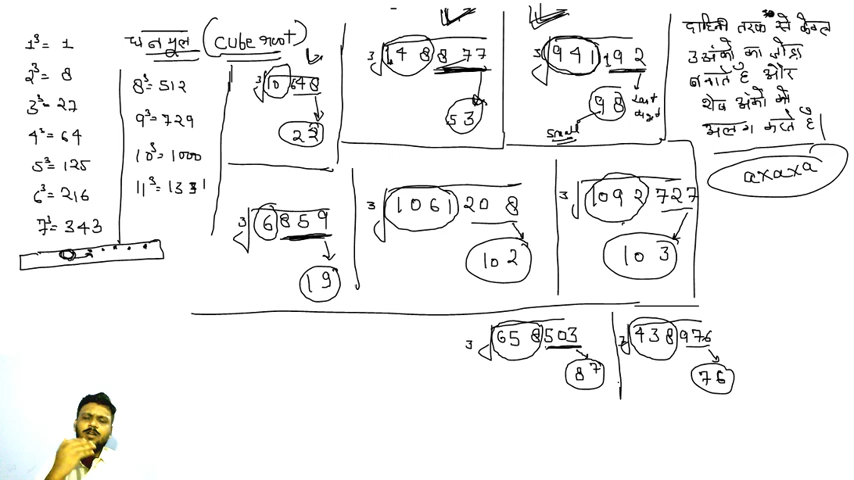 घनमूल (cube root)
1³ = 1
2³ = 8
3³ = 27
4³ = 64
5³ = 125
6³ = 216
7³ = 343
8³ = 512
9³ = 729
10³ = 1000
11³ = 1331
∛10648
22
∛148877
53
∛941192
98
small
last digit
दाहिनी तरफ से केवल
3 अंको का जोड़ा
बनाते है और
शेष अंको को
अलग करते है।
a×a×a
∛6859
19
∛1061208
102
∛1092727
103
∛658503
87
∛438976
76